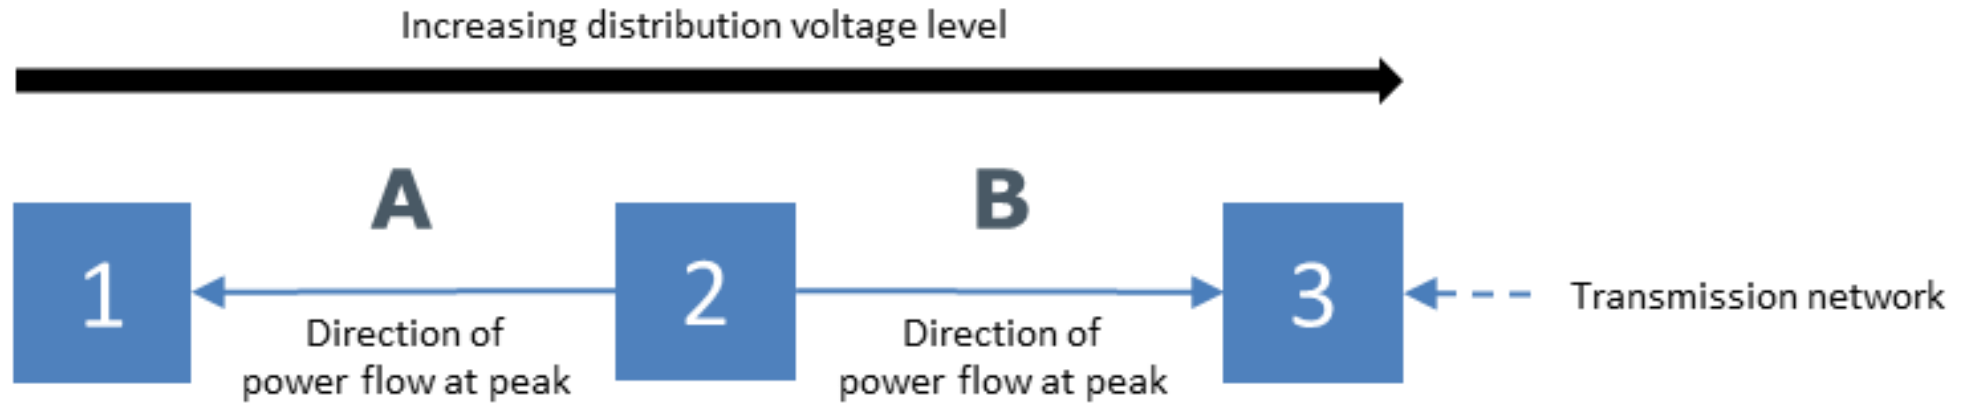 Increasing distribution voltage level
A
B
1
2
3
Transmission network
Direction of
power flow at peak
Direction of
power flow at peak